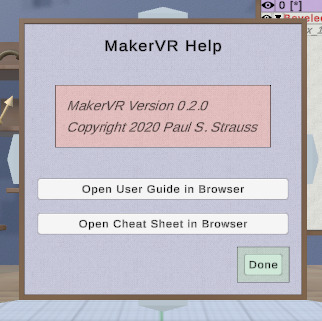 0 [*]
MakerVR Help
MakerVR Version 0.2.0
Copyright 2020 Paul S. Strauss
Open User Guide in Browser
Open Cheat Sheet in Browser
Done